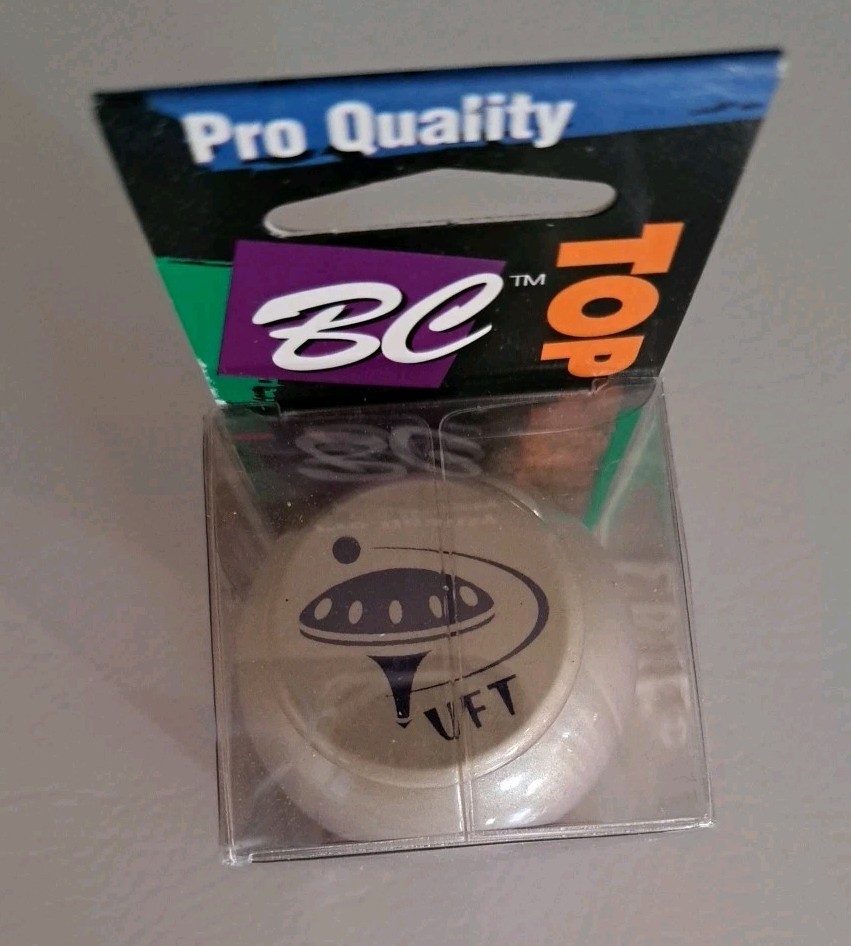 Pro Quality
BC™
TOP
UFT